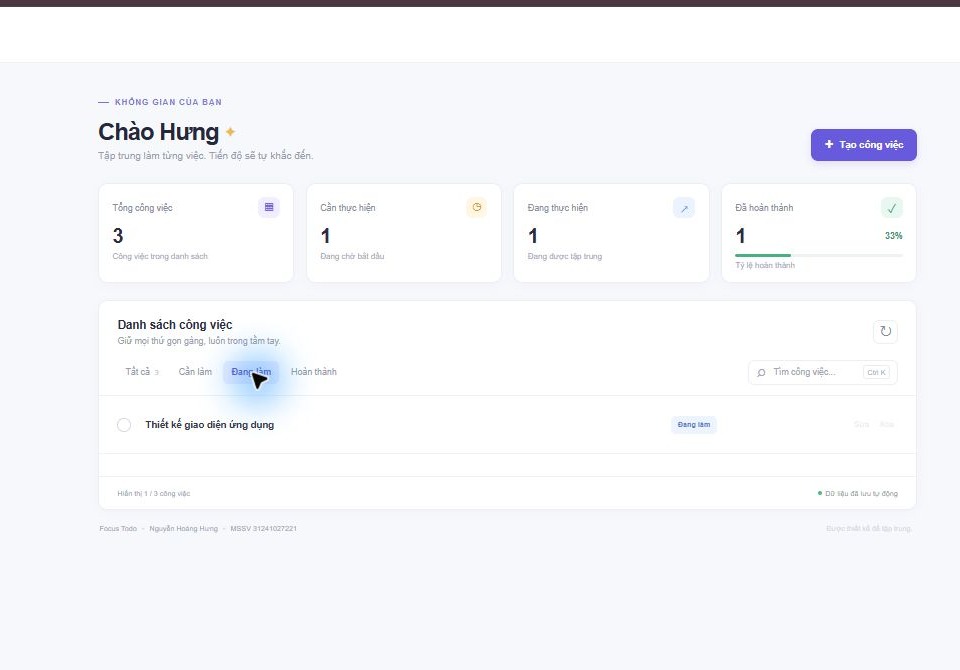 KHÔNG GIAN CỦA BẠN
Chào Hưng
Tập trung làm từng việc. Tiến độ sẽ tự khắc đến.
+ Tạo công việc
Tổng công việc
3
Công việc trong danh sách
Cần thực hiện
1
Đang chờ bắt đầu
Đang thực hiện
1
Đang được tập trung
Đã hoàn thành
1
33%
Tỷ lệ hoàn thành
Danh sách công việc
Giữ mọi thứ gọn gàng, luôn trong tầm tay.
Tất cả 3 Cần làm Đang làm Hoàn thành
Tìm công việc... Ctrl K
Thiết kế giao diện ứng dụng Đang làm Sửa Xóa
Hiển thị 1 / 3 công việc
Dữ liệu đã lưu tự động
Focus Todo · Nguyễn Hoàng Hưng · MSSV 31241027221
Được thiết kế để tập trung.